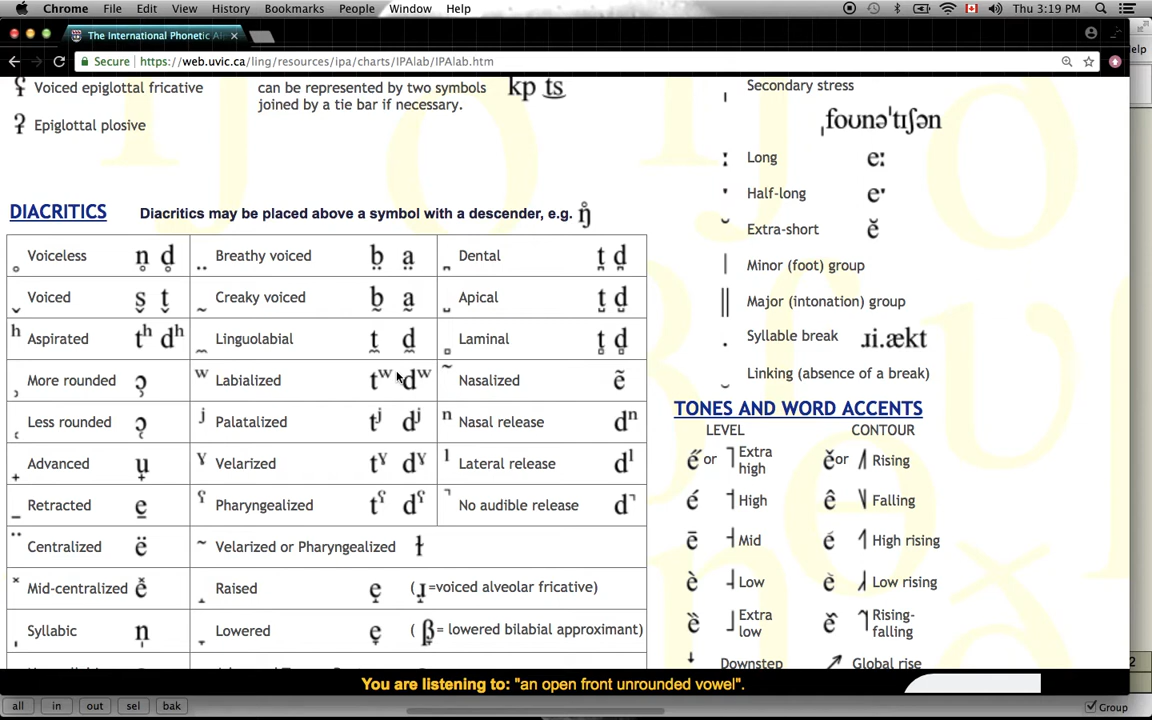 Chrome File Edit View History Bookmarks People Window Help Thu 3:19 PM
The International Phonetic Al
Secure https://web.uvic.ca/ling/resources/ipa/charts/IPAlab/IPAlab.htm
ʢ Voiced epiglottal fricative
ʡ Epiglottal plosive
can be represented by two symbols
joined by a tie bar if necessary.
kp ts
Secondary stress
ˌfoʊnəˈtɪʃən
ː Long eː
ˑ Half-long eˑ
Extra-short ĕ
| Minor (foot) group
‖ Major (intonation) group
. Syllable break ɹi.ækt
‿ Linking (absence of a break)
DIACRITICS Diacritics may be placed above a symbol with a descender, e.g. ŋ̊
Voiceless n̥ d̥ Breathy voiced b̤ a̤ Dental t̪ d̪
Voiced s̬ t̬ Creaky voiced b̰ a̰ Apical t̺ d̺
ʰ Aspirated tʰ dʰ Linguolabial t̼ d̼ Laminal t̻ d̻
More rounded ɔ̹ ʷ Labialized tʷ dʷ Nasalized ẽ
Less rounded ɔ̜ ʲ Palatalized tʲ dʲ ⁿ Nasal release dⁿ
Advanced u̟ ˠ Velarized tˠ dˠ ˡ Lateral release dˡ
Retracted e̠ ˤ Pharyngealized tˤ dˤ ̚ No audible release d̚
Centralized ë ~ Velarized or Pharyngealized ɫ
Mid-centralized e̽ Raised e̝ (ɹ̝=voiced alveolar fricative)
Syllabic n̩ Lowered e̞ ( β̞= lowered bilabial approximant)
TONES AND WORD ACCENTS
LEVEL CONTOUR
e̋ or ˥ Extra high ě or ˩˥ Rising
é ˦ High ê ˥˩ Falling
ē ˧ Mid e᷄ ˦˥ High rising
è ˨ Low e᷅ ˩˨ Low rising
ȅ ˩ Extra low e᷈ Rising-falling
Downstep ↗ Global rise
You are listening to: "an open front unrounded vowel".
all in out sel bak Group